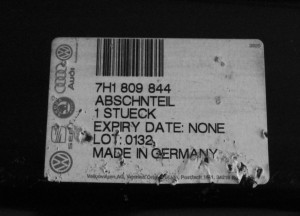 7H1 809 844
ABSCHNTEIL
1 STUECK
EXPIRY DATE: NONE
LOT: 0132
MADE IN GERMANY